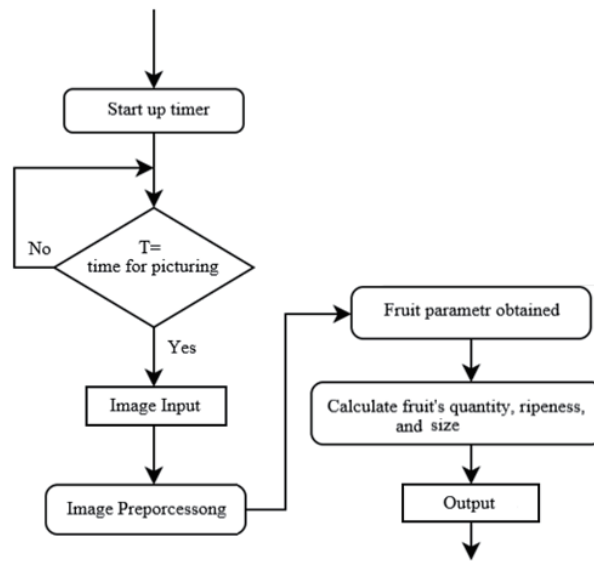 Start up timer
T=
time for picturing
No
Yes
Image Input
Image Preporcessong
Fruit parametr obtained
Calculate fruit's quantity, ripeness,
and size
Output